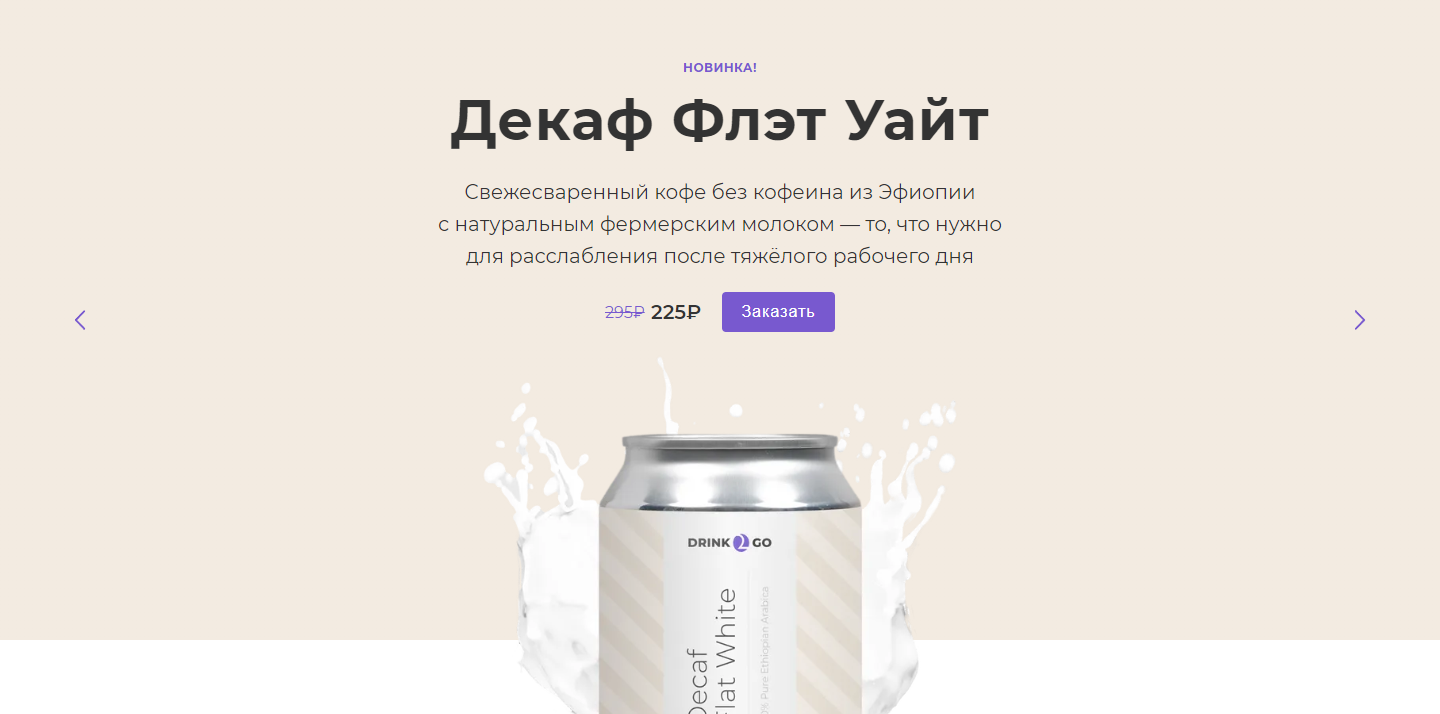 НОВИНКА!
Декаф Флэт Уайт
Свежесваренный кофе без кофеина из Эфиопии
с натуральным фермерским молоком — то, что нужно
для расслабления после тяжёлого рабочего дня
295₽ 225₽ Заказать
DRINK 2 GO
Decaf
Flat White
Pure Ethiopian Arabica